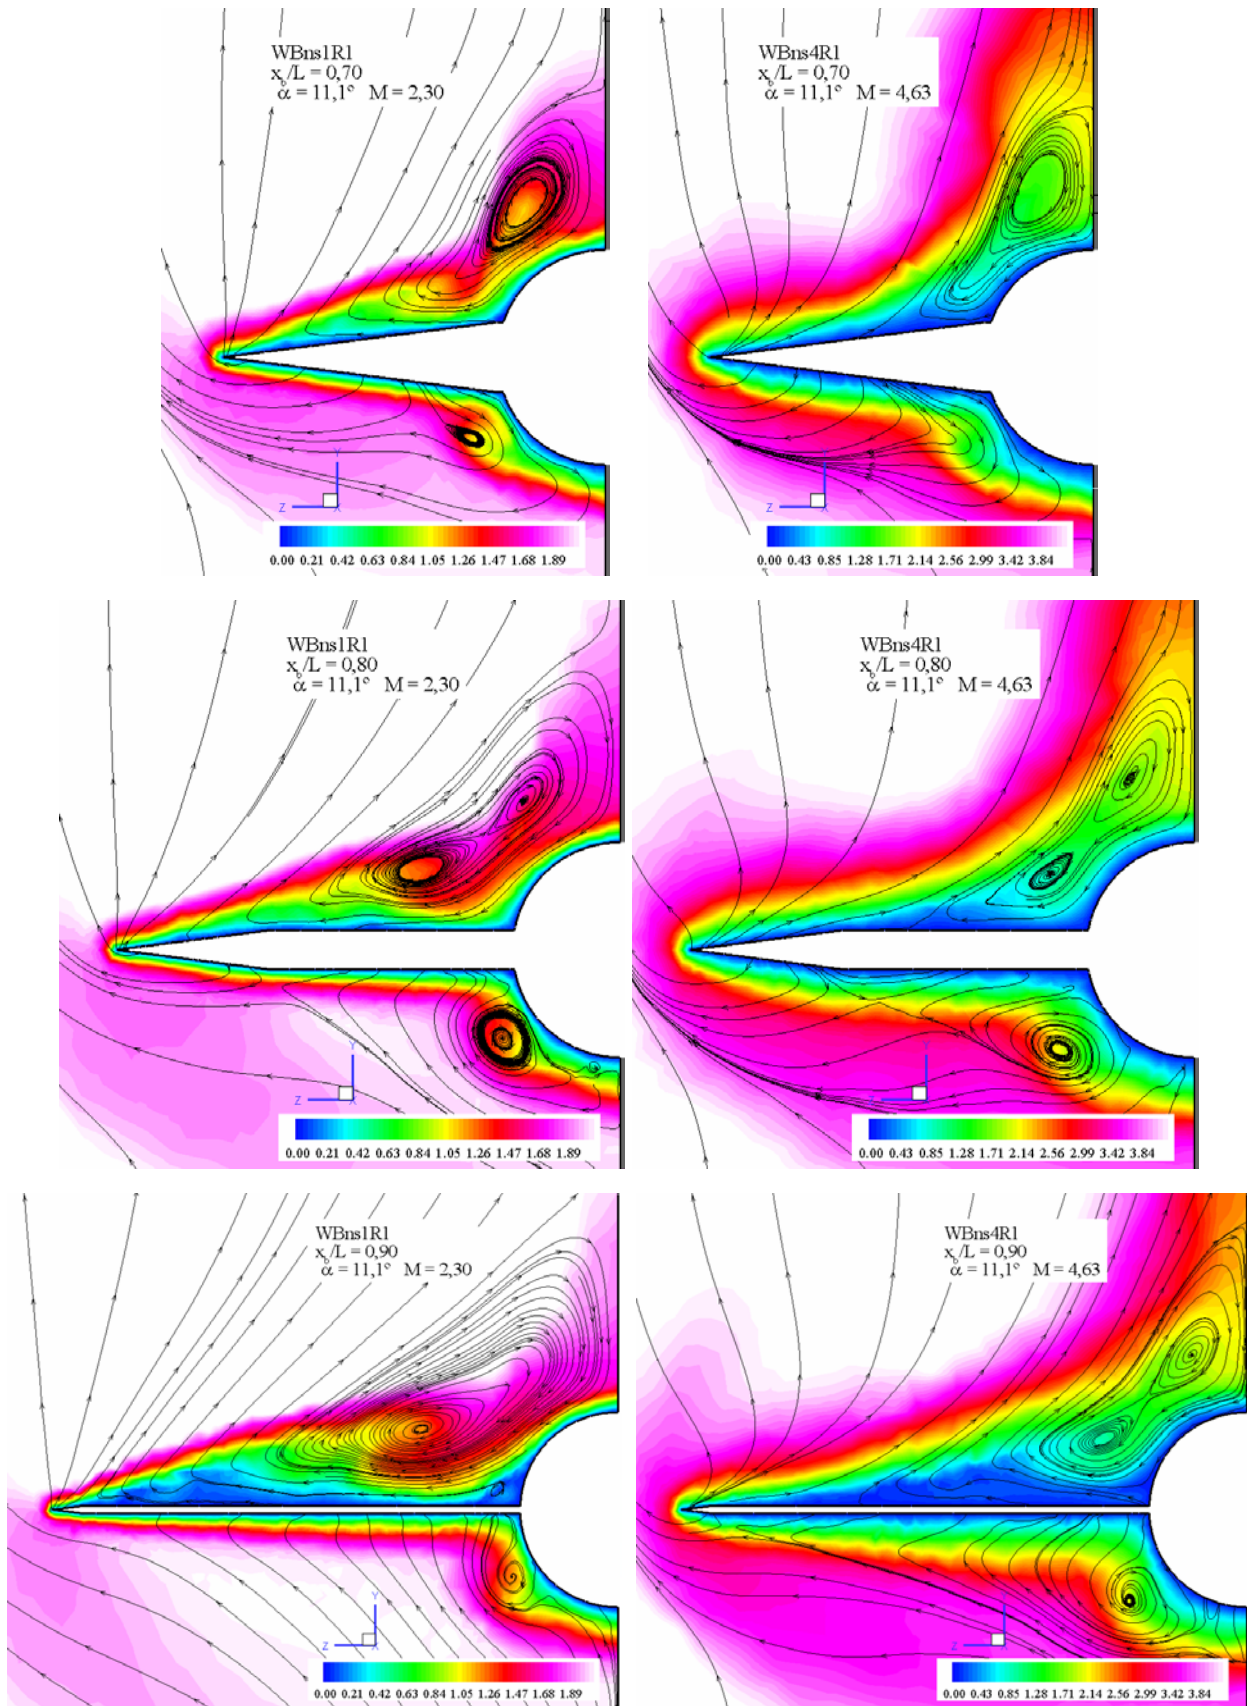 WBns1R1
x₀/L = 0,70
α = 11,1° M = 2,30
Y
Z X
0.00 0.21 0.42 0.63 0.84 1.05 1.26 1.47 1.68 1.89
WBns4R1
x₀/L = 0,70
α = 11,1° M = 4,63
Y
Z X
0.00 0.43 0.85 1.28 1.71 2.14 2.56 2.99 3.42 3.84
WBns1R1
x₀/L = 0,80
α = 11,1° M = 2,30
Y
Z X
0.00 0.21 0.42 0.63 0.84 1.05 1.26 1.47 1.68 1.89
WBns4R1
x₀/L = 0,80
α = 11,1° M = 4,63
Y
Z X
0.00 0.43 0.85 1.28 1.71 2.14 2.56 2.99 3.42 3.84
WBns1R1
x₀/L = 0,90
α = 11,1° M = 2,30
Y
Z X
0.00 0.21 0.42 0.63 0.84 1.05 1.26 1.47 1.68 1.89
WBns4R1
x₀/L = 0,90
α = 11,1° M = 4,63
Y
Z
0.00 0.43 0.85 1.28 1.71 2.14 2.56 2.99 3.42 3.84